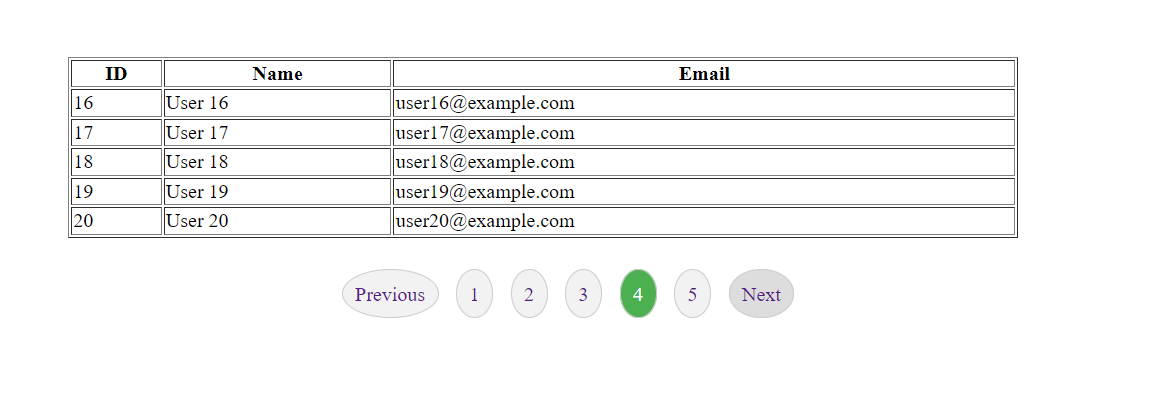 ID Name Email
16 User 16 user16@example.com
17 User 17 user17@example.com
18 User 18 user18@example.com
19 User 19 user19@example.com
20 User 20 user20@example.com
Previous 1 2 3 4 5 Next